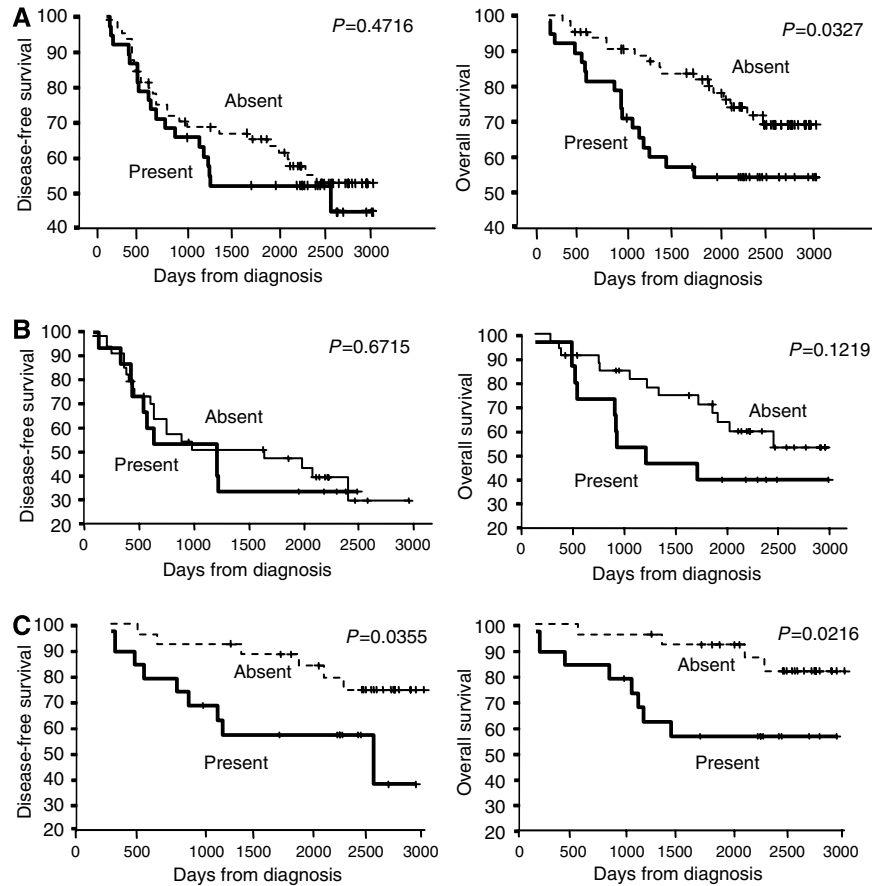 A
Disease-free survival
100
90
80
70
60
50
40
P=0.4716
Absent
Present
0 500 1000 1500 2000 2500 3000
Days from diagnosis
Overall survival
100
90
80
70
60
50
40
P=0.0327
Absent
Present
0 500 1000 1500 2000 2500 3000
Days from diagnosis
B
Disease-free survival
100
90
80
70
60
50
40
30
20
P=0.6715
Absent
Present
0 500 1000 1500 2000 2500 3000
Days from diagnosis
Overall survival
100
90
80
70
60
50
40
30
20
P=0.1219
Absent
Present
0 500 1000 1500 2000 2500 3000
Days from diagnosis
C
Disease-free survival
100
90
80
70
60
50
40
30
20
P=0.0355
Absent
Present
500 1000 1500 2000 2500 3000
Days from diagnosis
Overall survival
100
90
80
70
60
50
40
30
20
P=0.0216
Absent
Present
0 500 1000 1500 2000 2500 3000
Days from diagnosis